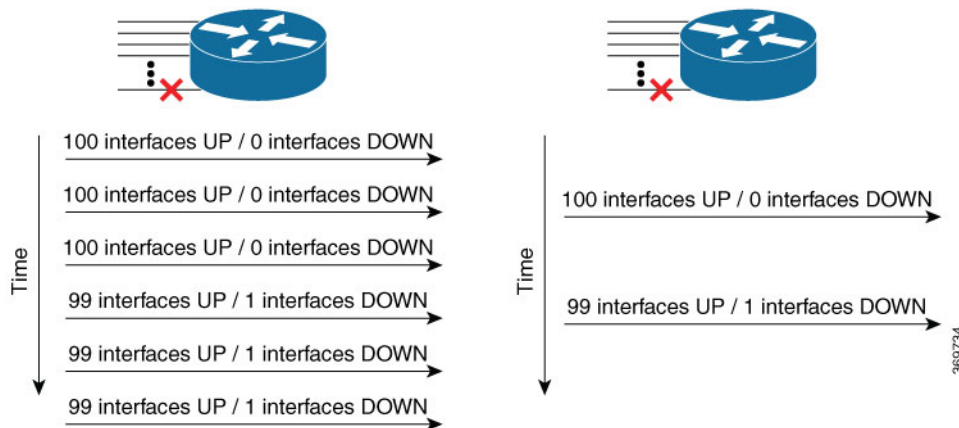 100 interfaces UP / 0 interfaces DOWN
100 interfaces UP / 0 interfaces DOWN
100 interfaces UP / 0 interfaces DOWN
99 interfaces UP / 1 interfaces DOWN
99 interfaces UP / 1 interfaces DOWN
99 interfaces UP / 1 interfaces DOWN
Time
100 interfaces UP / 0 interfaces DOWN
99 interfaces UP / 1 interfaces DOWN
Time
369734